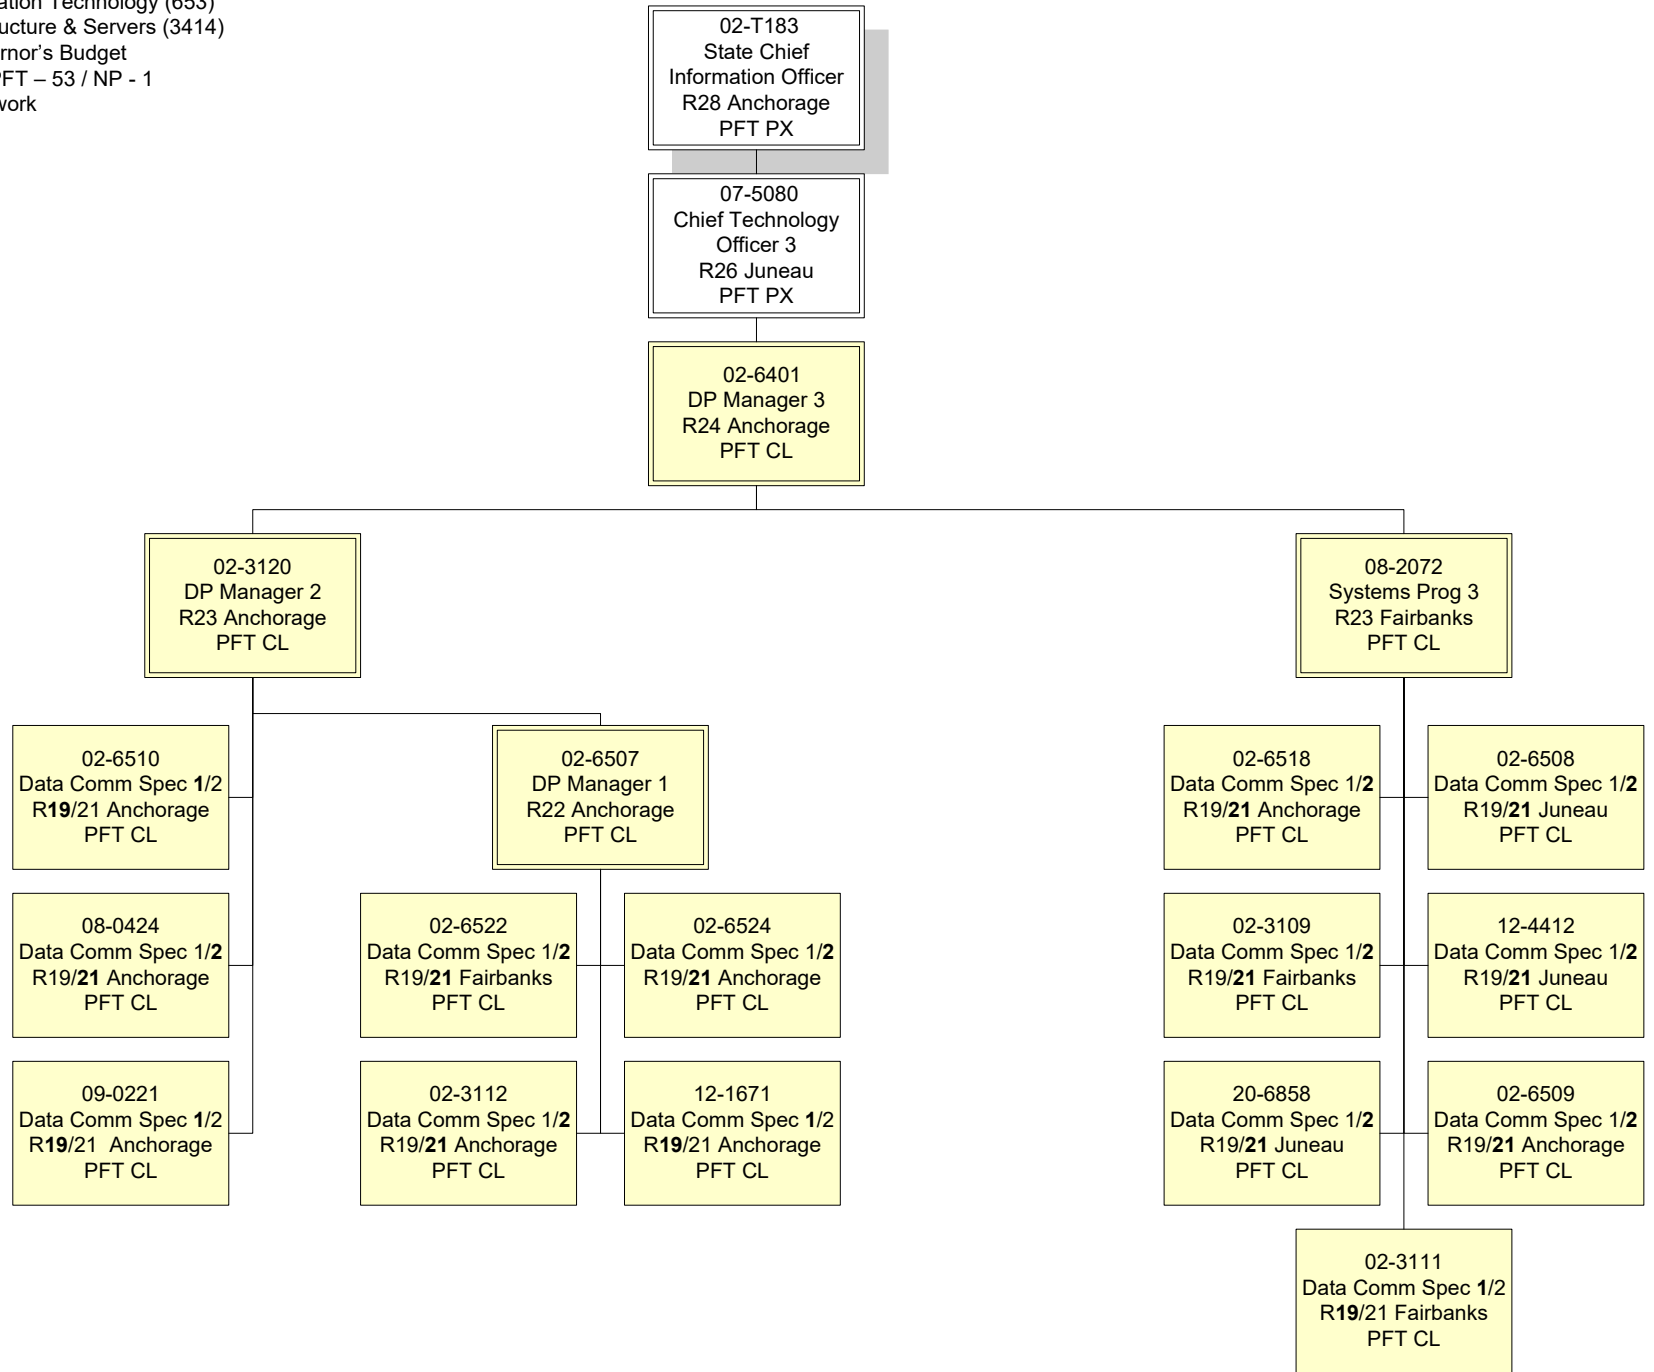 ation Technology (653)
ucture & Servers (3414)
rnor’s Budget
PFT – 53 / NP - 1
work
02-T183
State Chief
Information Officer
R28 Anchorage
PFT PX
07-5080
Chief Technology
Officer 3
R26 Juneau
PFT PX
02-6401
DP Manager 3
R24 Anchorage
PFT CL
02-3120
DP Manager 2
R23 Anchorage
PFT CL
08-2072
Systems Prog 3
R23 Fairbanks
PFT CL
02-6510
Data Comm Spec 1/2
R19/21 Anchorage
PFT CL
02-6507
DP Manager 1
R22 Anchorage
PFT CL
02-6518
Data Comm Spec 1/2
R19/21 Anchorage
PFT CL
02-6508
Data Comm Spec 1/2
R19/21 Juneau
PFT CL
08-0424
Data Comm Spec 1/2
R19/21 Anchorage
PFT CL
02-6522
Data Comm Spec 1/2
R19/21 Fairbanks
PFT CL
02-6524
Data Comm Spec 1/2
R19/21 Anchorage
PFT CL
02-3109
Data Comm Spec 1/2
R19/21 Fairbanks
PFT CL
12-4412
Data Comm Spec 1/2
R19/21 Juneau
PFT CL
09-0221
Data Comm Spec 1/2
R19/21 Anchorage
PFT CL
02-3112
Data Comm Spec 1/2
R19/21 Anchorage
PFT CL
12-1671
Data Comm Spec 1/2
R19/21 Anchorage
PFT CL
20-6858
Data Comm Spec 1/2
R19/21 Juneau
PFT CL
02-6509
Data Comm Spec 1/2
R19/21 Anchorage
PFT CL
02-3111
Data Comm Spec 1/2
R19/21 Fairbanks
PFT CL